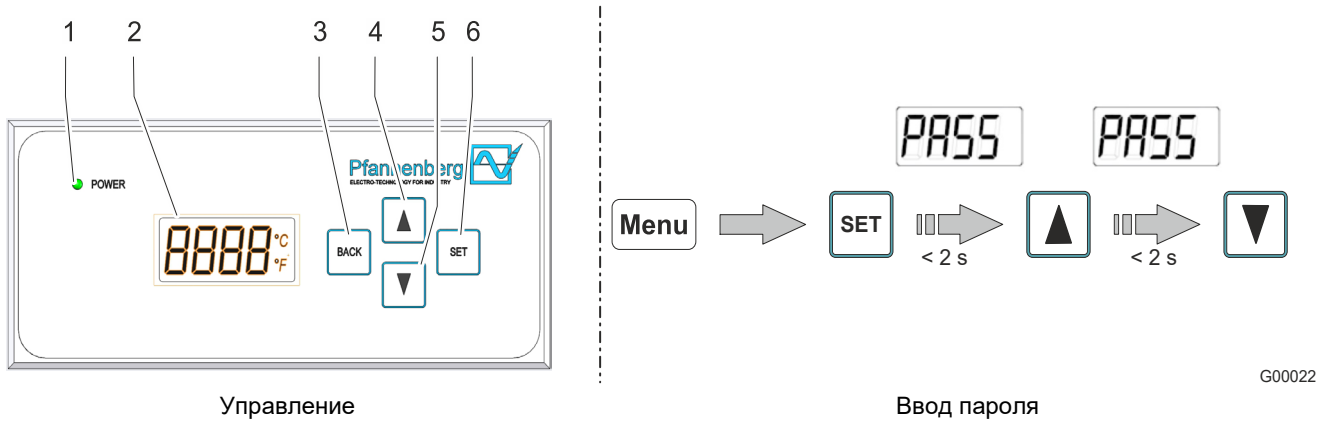 1 2 3 4 5 6
POWER
Pfannenberg
ELECTRO-TECHNOLOGY FOR INDUSTRY
8888 °C
°F
BACK
SET
PASS PASS
Menu SET
< 2 s < 2 s
G00022
Управление Ввод пароля